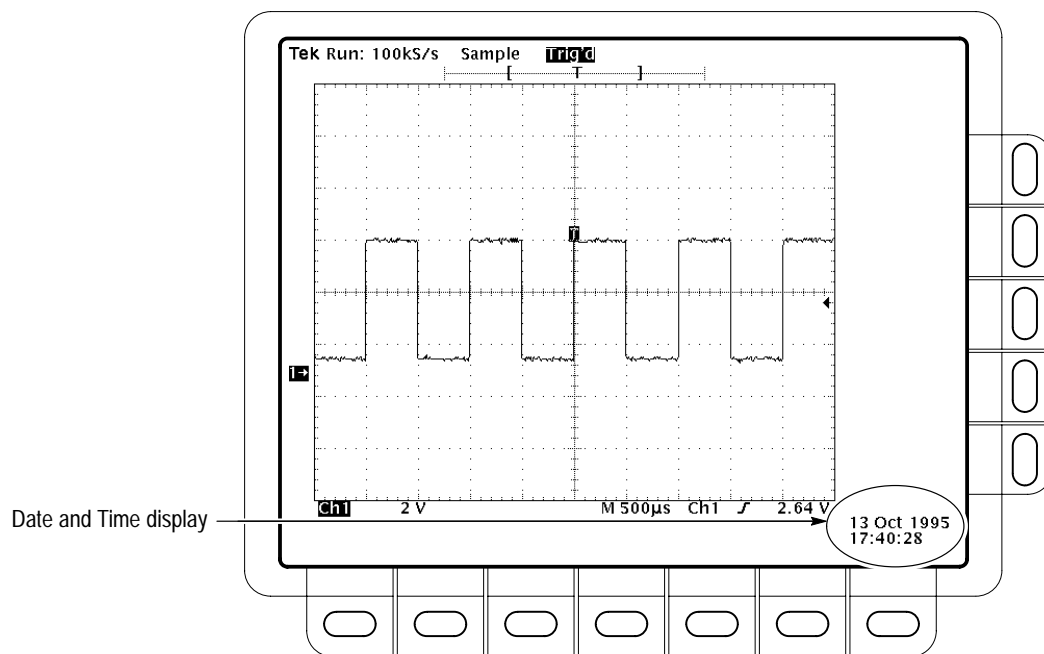 Tek Run: 100kS/s Sample Trig'd
[ T ]
T
1→
Ch1 2 V M 500µs Ch1 2.64 V
Date and Time display
13 Oct 1995
17:40:28